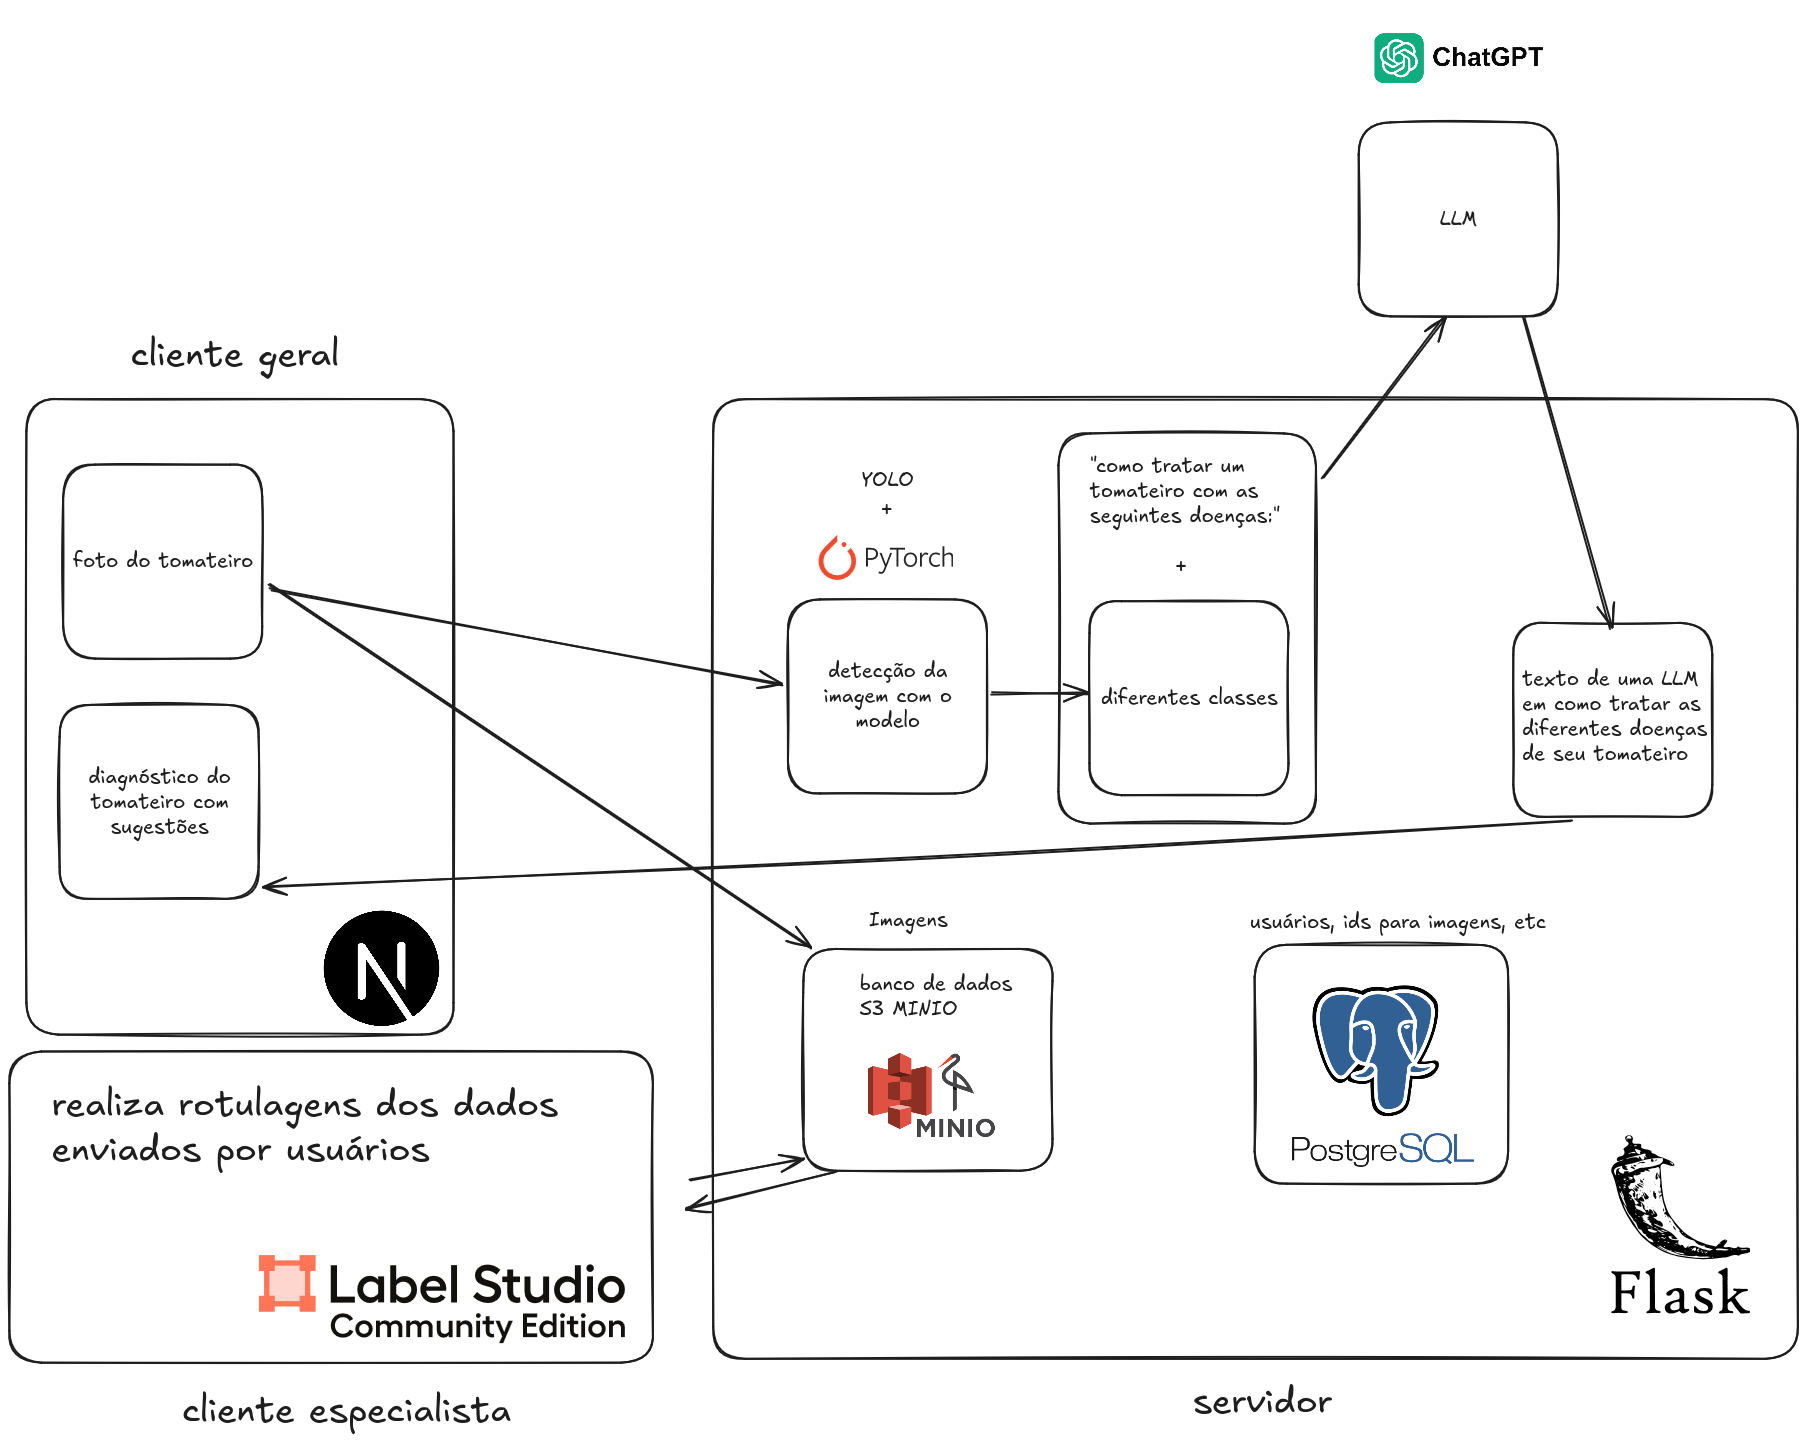 ChatGPT
LLM
cliente geral
foto do tomateiro
diagnóstico do
tomateiro com
sugestões
YOLO
+
PyTorch
detecção da
imagem com o
modelo
"como tratar um
tomateiro com as
seguintes doenças:"
+
diferentes classes
texto de uma LLM
em como tratar as
diferentes doenças
de seu tomateiro
Imagens
banco de dados
S3 MINIO
MINIO
usuários, ids para imagens, etc
PostgreSQL
Flask
servidor
realiza rotulagens dos dados
enviados por usuários
Label Studio
Community Edition
cliente especialista